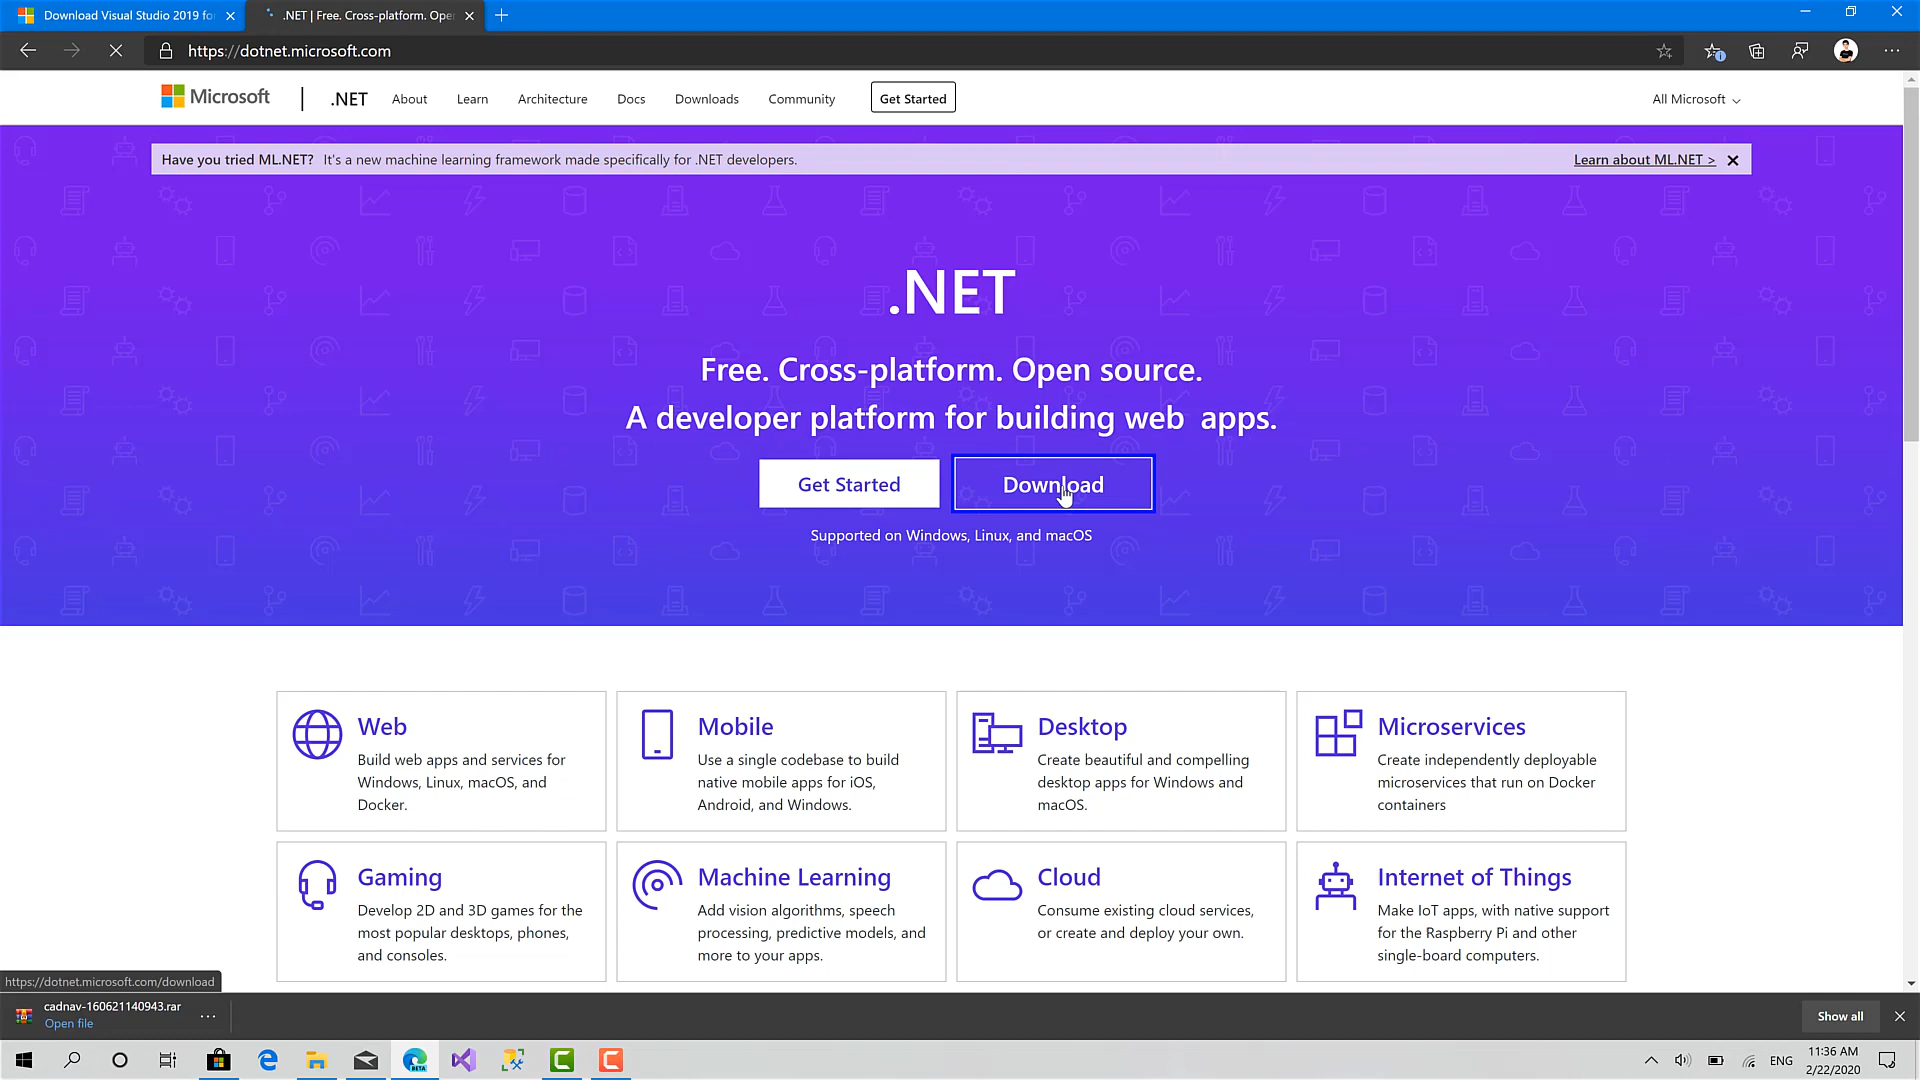 Download Visual Studio 2019 fo
.NET | Free. Cross-platform. Ope
https://dotnet.microsoft.com
Microsoft
.NET
About
Learn
Architecture
Docs
Downloads
Community
Get Started
All Microsoft
Have you tried ML.NET? It's a new machine learning framework made specifically for .NET developers.
Learn about ML.NET >
.NET
Free. Cross-platform. Open source.
A developer platform for building web apps.
Get Started
Download
Supported on Windows, Linux, and macOS
Web
Build web apps and services for
Windows, Linux, macOS, and
Docker.
Mobile
Use a single codebase to build
native mobile apps for iOS,
Android, and Windows.
Desktop
Create beautiful and compelling
desktop apps for Windows and
macOS.
Microservices
Create independently deployable
microservices that run on Docker
containers
Gaming
Develop 2D and 3D games for the
most popular desktops, phones,
and consoles.
Machine Learning
Add vision algorithms, speech
processing, predictive models, and
more to your apps.
Cloud
Consume existing cloud services,
or create and deploy your own.
Internet of Things
Make IoT apps, with native support
for the Raspberry Pi and other
single-board computers.
https://dotnet.microsoft.com/download
cadnav-160621140943.rar
Open file
Show all
BETA
ENG
11:36 AM
2/22/2020